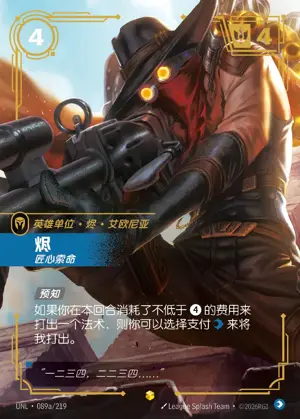 4
4
英雄单位・烬・艾欧尼亚
烬
匠心索命
预知
如果你在本回合消耗了不低于4的费用来
打出一个法术，则你可以选择支付来将
我打出。
“一二三四，二二三四……”
UNL・089a/219
League Splash Team
©2026RGI